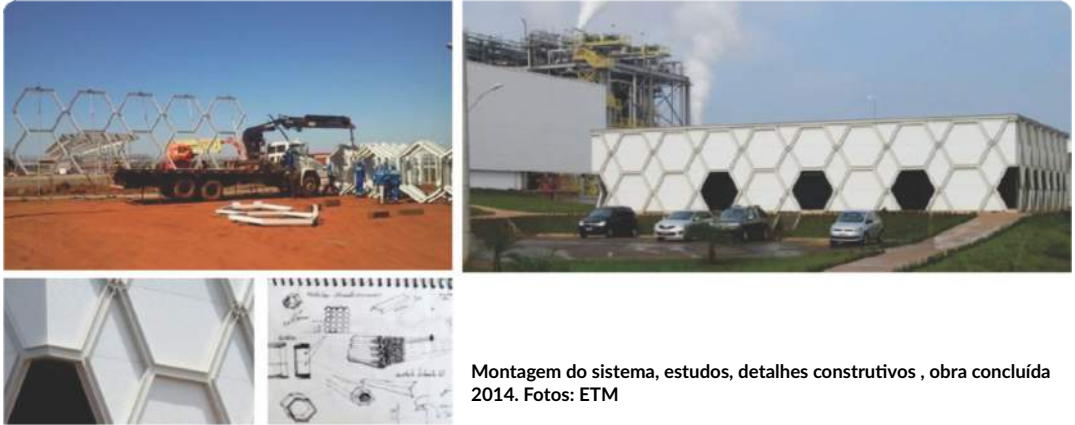 Montagem do sistema, estudos, detalhes construtivos , obra concluída
2014. Fotos: ETM